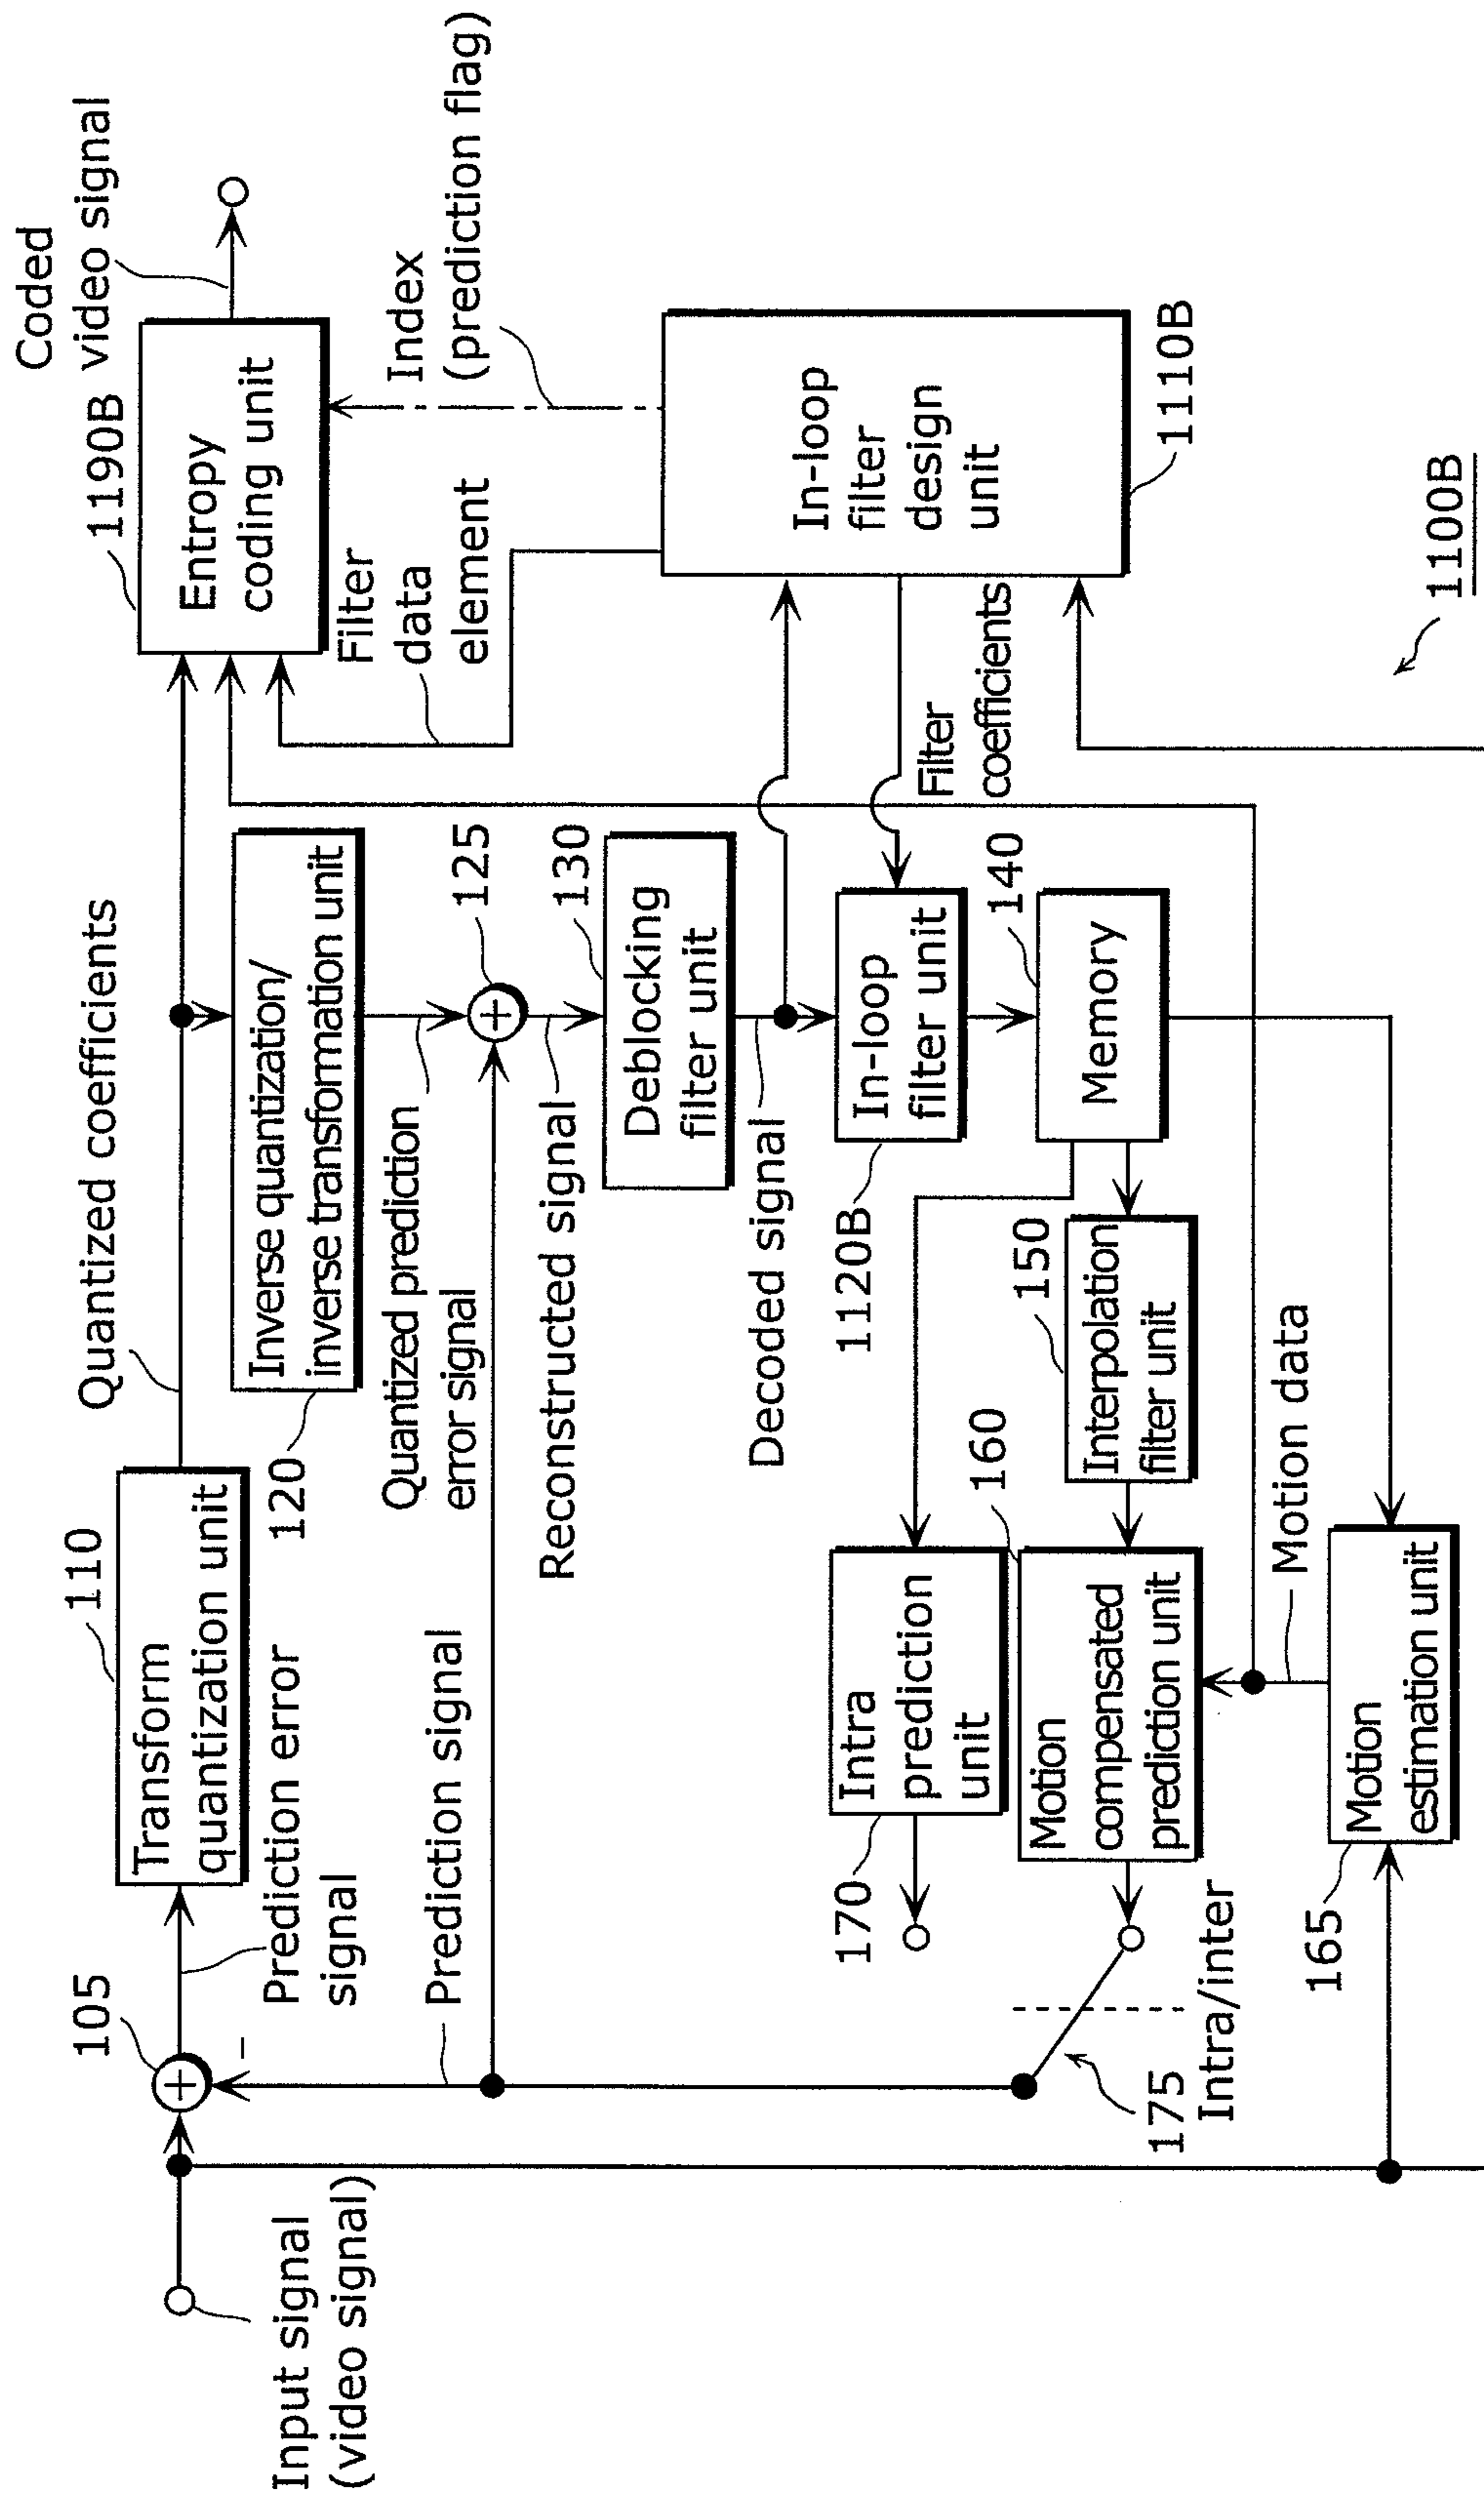 Coded
video signal
1190B
Entropy
coding unit
Index
(prediction flag)
Filter
data
element
In-loop
filter
design
unit
1110B
1100B
Quantized coefficients
Inverse quantization/
inverse transformation unit
120
125
130
Quantized prediction
error signal
Reconstructed signal
Deblocking
filter unit
Decoded signal
In-loop
filter unit
1120B
Filter
coefficients
140
Memory
150
Interpolation
filter unit
160
Motion data
110
Transform
quantization unit
Prediction error
signal
Prediction signal
Intra
prediction
unit
170
Motion
compensated
prediction unit
Motion
estimation unit
165
105
+
−
+
175
Intra/inter
Input signal
(video signal)